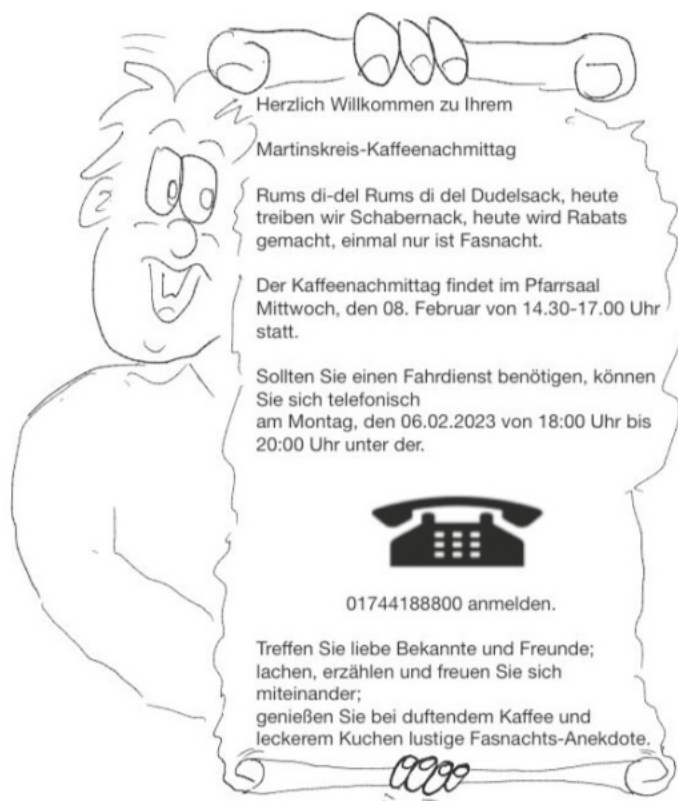 Herzlich Willkommen zu Ihrem
Martinskreis-Kaffeenachmittag
Rums di-del Rums di del Dudelsack, heute
treiben wir Schabernack, heute wird Rabats
gemacht, einmal nur ist Fasnacht.
Der Kaffeenachmittag findet im Pfarrsaal
Mittwoch, den 08. Februar von 14.30-17.00 Uhr
statt.
Sollten Sie einen Fahrdienst benötigen, können
Sie sich telefonisch
am Montag, den 06.02.2023 von 18:00 Uhr bis
20:00 Uhr unter der.
01744188800 anmelden.
Treffen Sie liebe Bekannte und Freunde;
lachen, erzählen und freuen Sie sich
miteinander;
genießen Sie bei duftendem Kaffee und
leckerem Kuchen lustige Fasnachts-Anekdote.